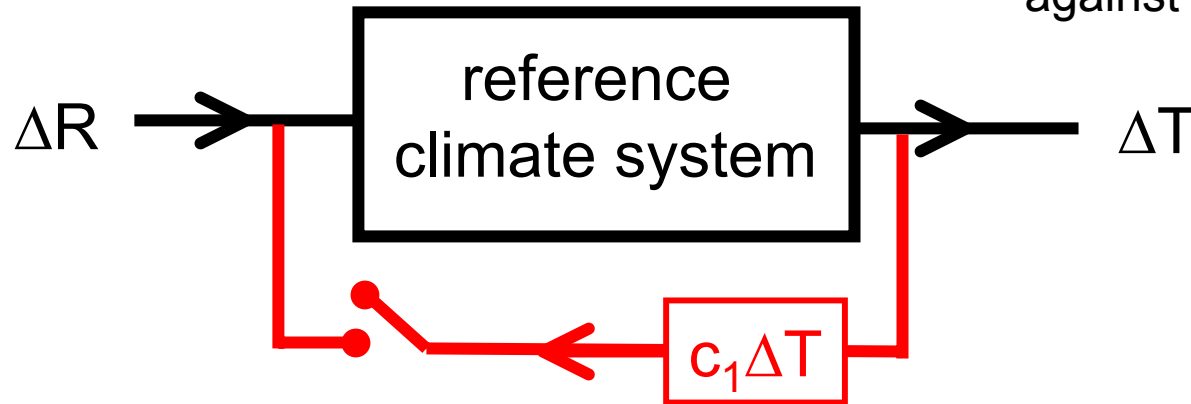 against
reference
climate system
ΔR
ΔT
c₁ΔT